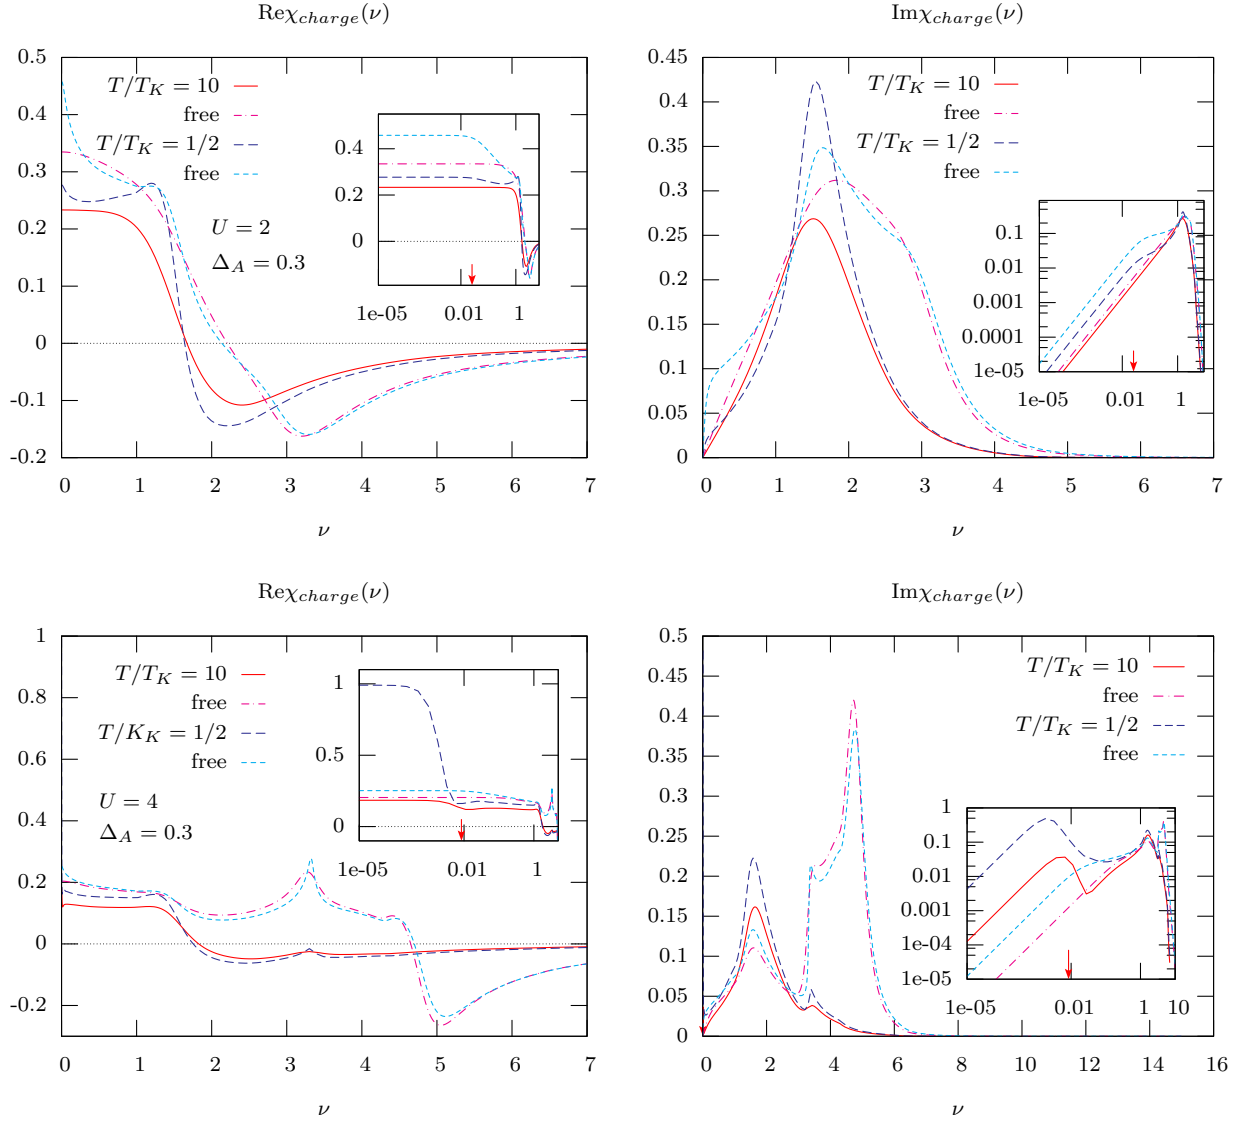 Reχcharge(ν)
0.5
0.4
0.3
0.2
0.1
0
-0.1
-0.2
0 1 2 3 4 5 6 7
ν
T/TK = 10
free
T/TK = 1/2
free
U = 2
ΔA = 0.3
0.4
0.2
0
1e-05 0.01 1
Imχcharge(ν)
0.45
0.4
0.35
0.3
0.25
0.2
0.15
0.1
0.05
0
0 1 2 3 4 5 6 7
ν
T/TK = 10
free
T/TK = 1/2
free
0.1
0.01
0.001
0.0001
1e-05
1e-05 0.01 1
Reχcharge(ν)
1
0.8
0.6
0.4
0.2
0
-0.2
0 1 2 3 4 5 6 7
ν
T/TK = 10
free
T/KK = 1/2
free
U = 4
ΔA = 0.3
1
0.5
0
1e-05 0.01 1
Imχcharge(ν)
0.5
0.45
0.4
0.35
0.3
0.25
0.2
0.15
0.1
0.05
0
0 2 4 6 8 10 12 14 16
ν
T/TK = 10
free
T/TK = 1/2
free
1
0.1
0.01
0.001
1e-04
1e-05
1e-05 0.01 1 10